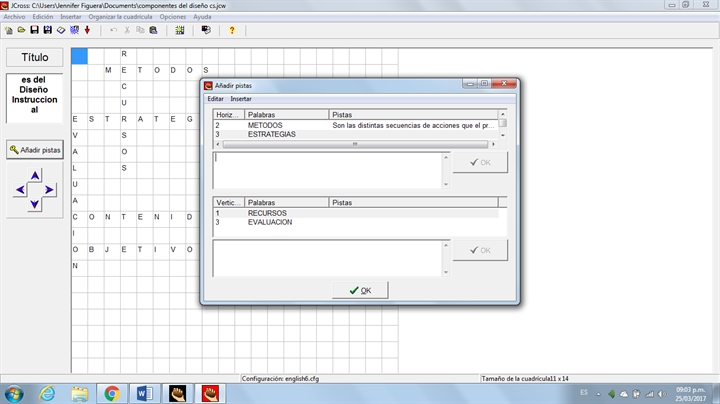 JCross: C:\Users\Jennifer Figuera\Documents\componentes del diseño cs.jcw
Archivo Edición Insertar Organizar la cuadrícula Opciones Ayuda
Título
es del
Diseño
Instruccion
al
Añadir pistas
R
M E T O D O S
C
U
E S T R A T E G
V S
A O
L S
U
A
C O N T E N I D
I
O B J E T I V O
N
Añadir pistas
Editar Insertar
Horiz... Palabras Pistas
2 METODOS Son las distintas secuencias de acciones que el pr...
3 ESTRATEGIAS
OK
Vertic... Palabras Pistas
1 RECURSOS
3 EVALUACION
OK
OK
Configuración: english6.cfg
Tamaño de la cuadrícula11 x 14
ES
09:03 p.m.
25/03/2017